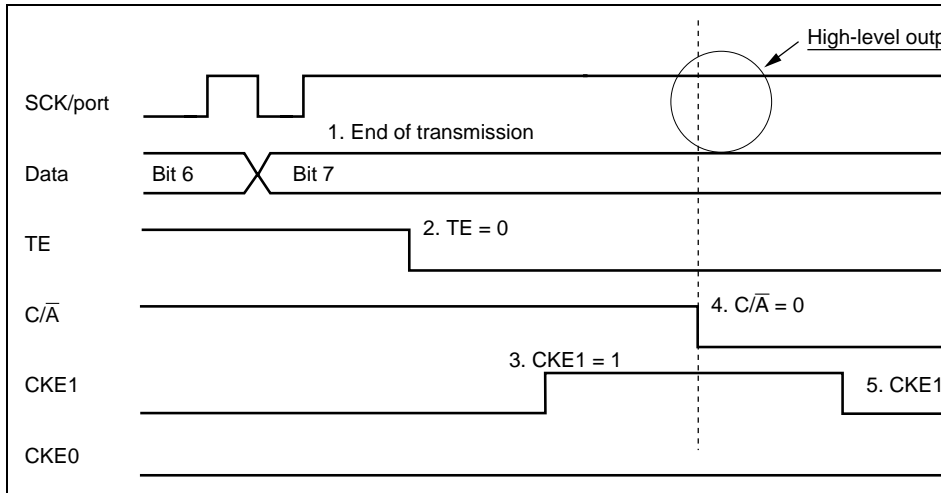 High-level outp
SCK/port
1. End of transmission
Data
Bit 6
Bit 7
TE
2. TE = 0
C/A̅
4. C/A̅ = 0
3. CKE1 = 1
CKE1
5. CKE1
CKE0